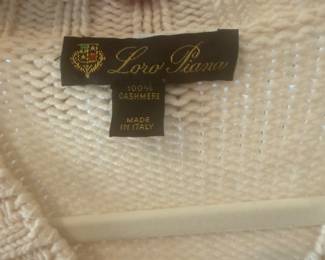 Loro Piana
100%
CASHMERE
MADE
IN ITALY